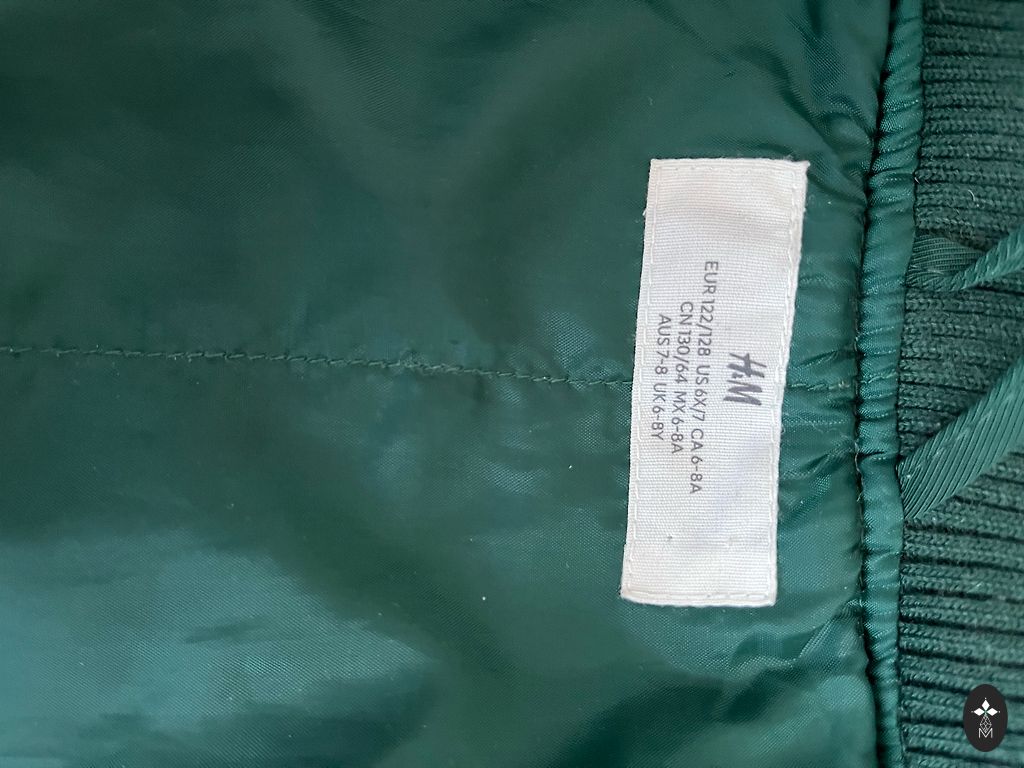 H&M
EUR 122/128 US 6X/7 CA 6-8A
CN 130/64 MX 6-8A
AUS 7-8 UK 6-8Y
M